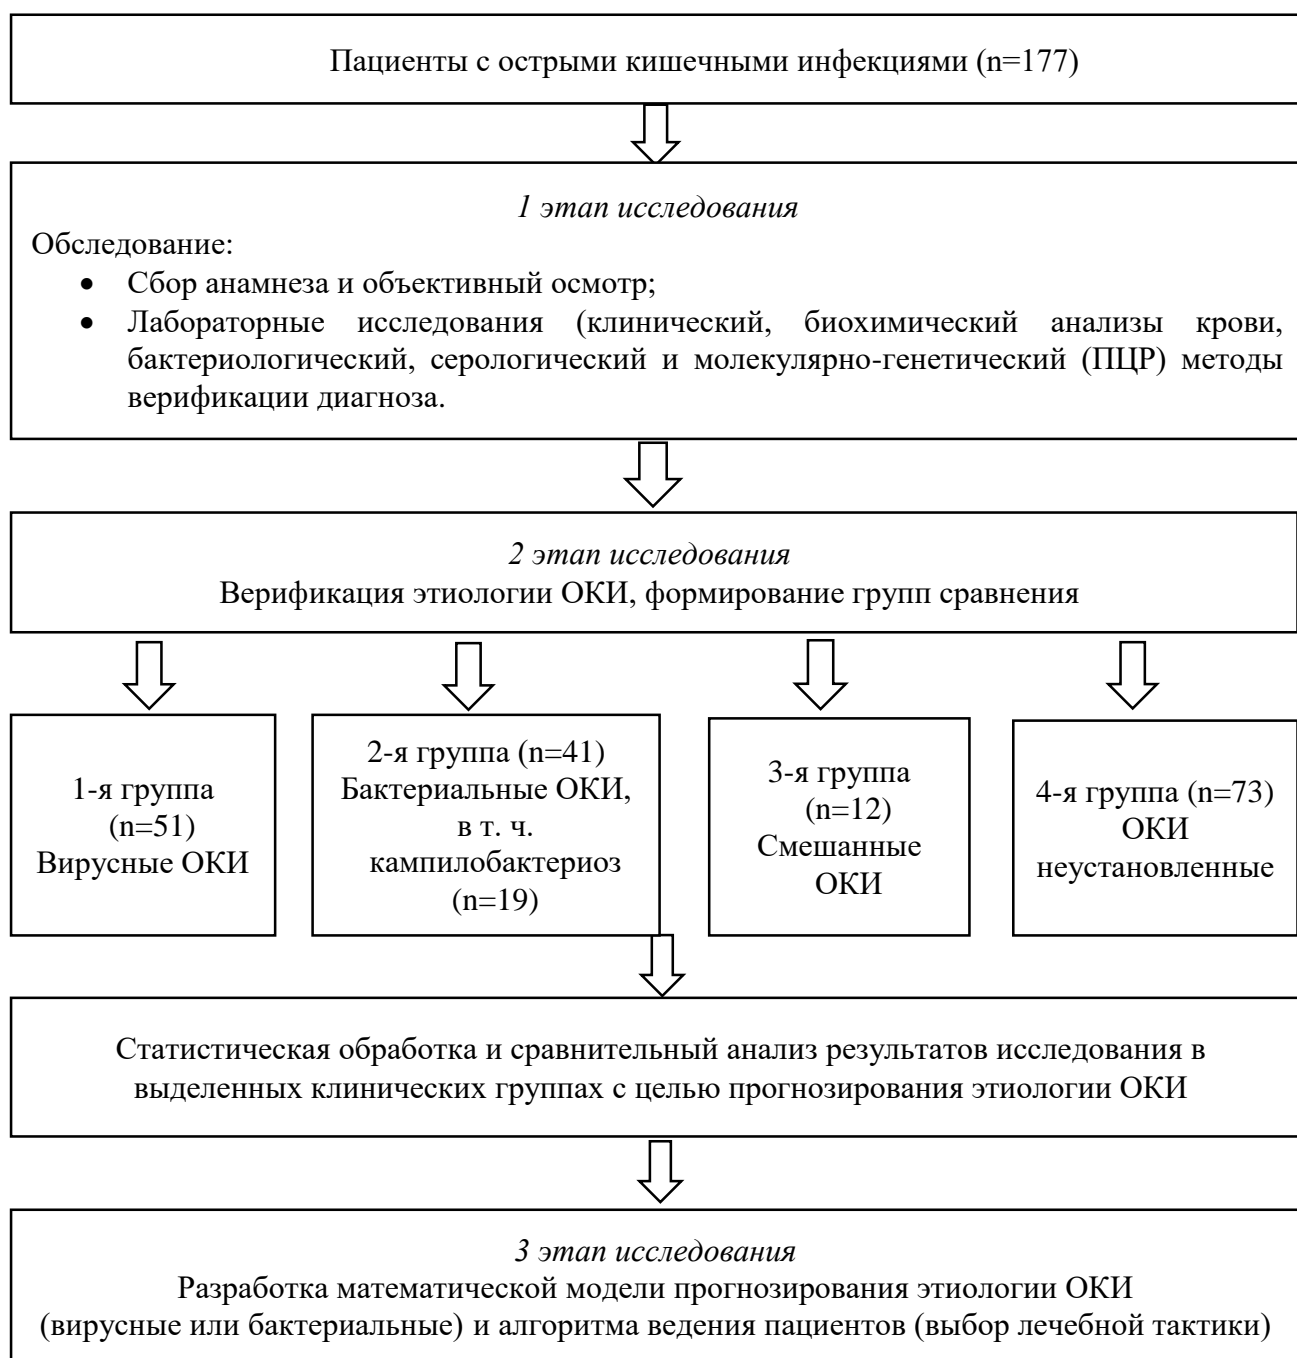 Пациенты с острыми кишечными инфекциями (n=177)
1 этап исследования
Обследование:
• Сбор анамнеза и объективный осмотр;
• Лабораторные исследования (клинический, биохимический анализы крови,
бактериологический, серологический и молекулярно-генетический (ПЦР) методы
верификации диагноза.
2 этап исследования
Верификация этиологии ОКИ, формирование групп сравнения
1-я группа
(n=51)
Вирусные ОКИ
2-я группа (n=41)
Бактериальные ОКИ,
в т. ч.
кампилобактериоз
(n=19)
3-я группа
(n=12)
Смешанные
ОКИ
4-я группа (n=73)
ОКИ
неустановленные
Статистическая обработка и сравнительный анализ результатов исследования в
выделенных клинических группах с целью прогнозирования этиологии ОКИ
3 этап исследования
Разработка математической модели прогнозирования этиологии ОКИ
(вирусные или бактериальные) и алгоритма ведения пациентов (выбор лечебной тактики)